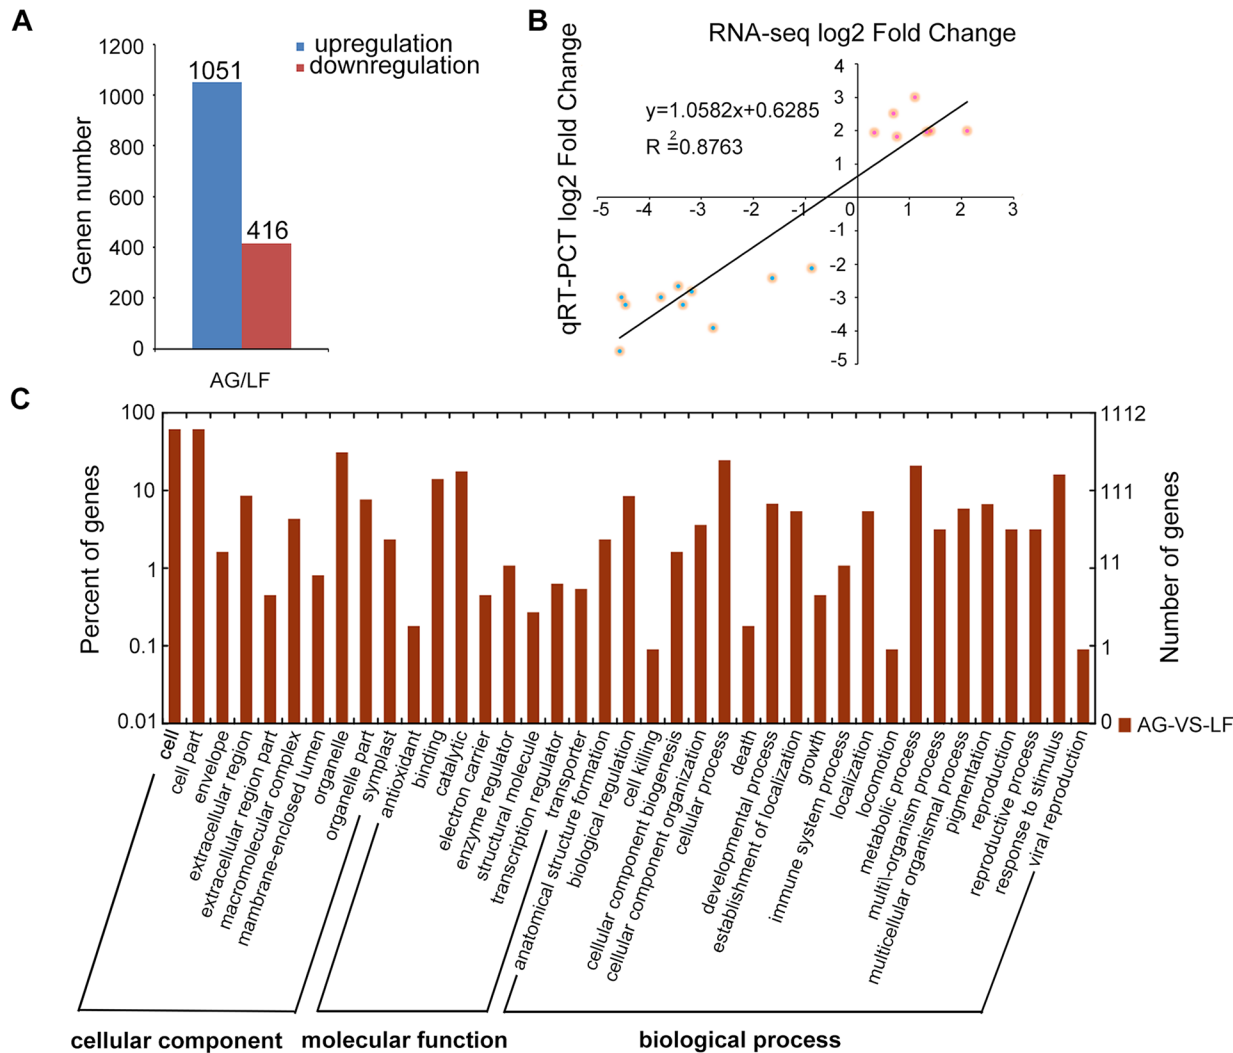 A
1200
1000
800
600
400
200
0
Genen number
1051
416
upregulation
downregulation
AG/LF
B
RNA-seq log2 Fold Change
qRT-PCT log2 Fold Change
y=1.0582x+0.6285
R2=0.8763
4
3
2
1
-5 -4 -3 -2 -1 0 1 2 3
-1
-2
-3
-4
-5
C
Percent of genes
100
10
1
0.1
0.01
1112
111
11
1
0
Number of genes
AG-VS-LF
cell
cell part
envelope
extracellular region
extracellular region part
macromolecular complex
mambrane-enclosed lumen
organelle
organelle part
symplast
antioxidant
binding
catalytic
electron carrier
enzyme regulator
structural molecule
transcription regulator
transporter
anatomical structure formation
biological regulation
cell killing
cellular component biogenesis
cellular component organization
cellular process
death
developmental process
establishment of localization
growth
immune system process
localization
locomotion
metabolic process
multi\-organism process
multicellular organismal process
pigmentation
reproduction
reproductive process
response to stimulus
viral reproduction
cellular component
molecular function
biological process